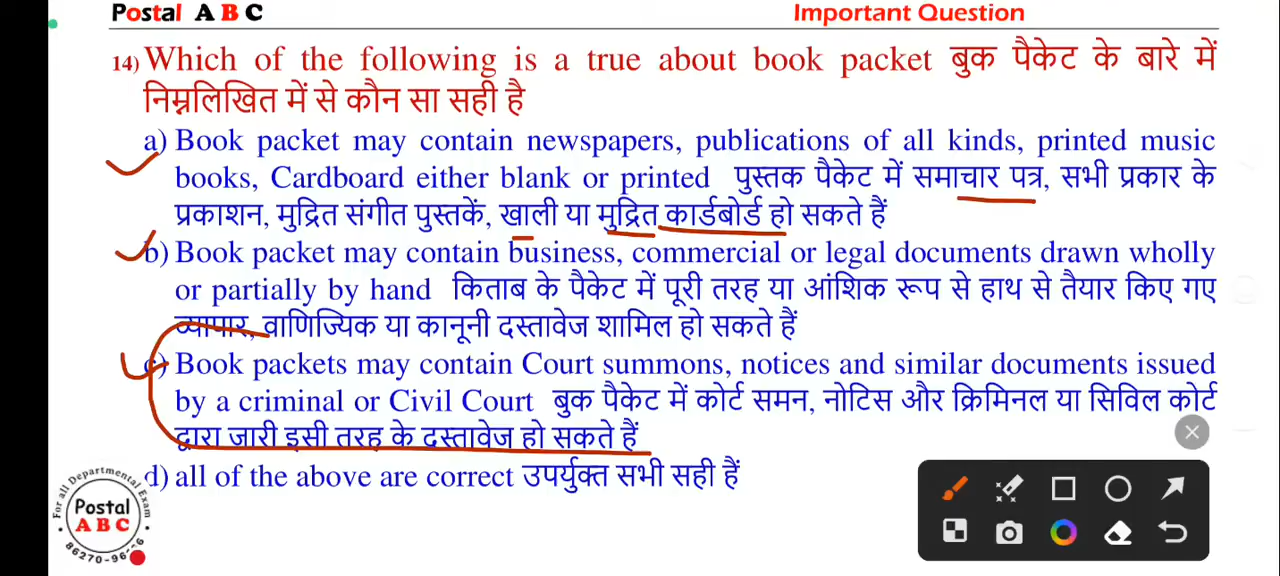 Postal A B C
Important Question
14) Which of the following is a true about book packet बुक पैकेट के बारे में
निम्नलिखित में से कौन सा सही है
a) Book packet may contain newspapers, publications of all kinds, printed music
books, Cardboard either blank or printed पुस्तक पैकेट में समाचार पत्र, सभी प्रकार के
प्रकाशन, मुद्रित संगीत पुस्तकें, खाली या मुद्रित कार्डबोर्ड हो सकते हैं
b) Book packet may contain business, commercial or legal documents drawn wholly
or partially by hand किताब के पैकेट में पूरी तरह या आंशिक रूप से हाथ से तैयार किए गए
व्यापार, वाणिज्यिक या कानूनी दस्तावेज शामिल हो सकते हैं
c) Book packets may contain Court summons, notices and similar documents issued
by a criminal or Civil Court बुक पैकेट में कोर्ट समन, नोटिस और क्रिमिनल या सिविल कोर्ट
द्वारा जारी इसी तरह के दस्तावेज हो सकते हैं
d) all of the above are correct उपर्युक्त सभी सही हैं
For all Departmental Exam
Postal
A B C